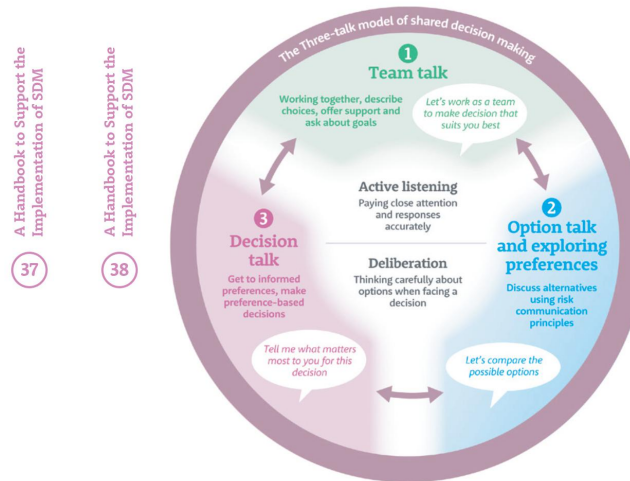 A Handbook to Support the
Implementation of SDM
37
A Handbook to Support the
Implementation of SDM
38
The Three-talk model of shared decision making
1
Team talk
Working together, describe
choices, offer support and
ask about goals
Let's work as a team
to make decision that
suits you best
Active listening
Paying close attention
and responses
accurately
2
Option talk
and exploring
preferences
Discuss alternatives
using risk
communication
principles
Let's compare the
possible options
3
Decision
talk
Get to informed
preferences, make
preference-based
decisions
Tell me what matters
most to you for this
decision
Deliberation
Thinking carefully about
options when facing a
decision